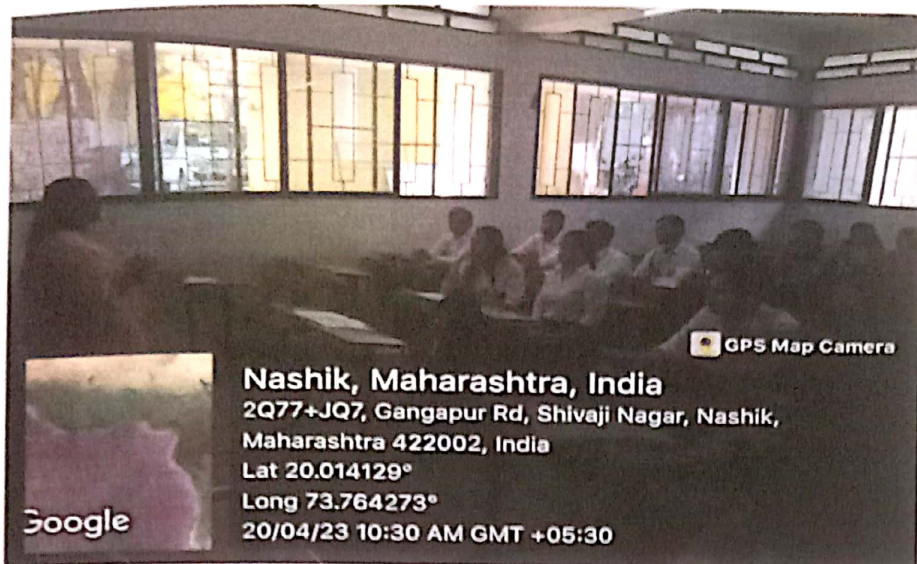 GPS Map Camera
Nashik, Maharashtra, India
2Q77+JQ7, Gangapur Rd, Shivaji Nagar, Nashik,
Maharashtra 422002, India
Lat 20.014129°
Long 73.764273°
20/04/23 10:30 AM GMT +05:30
Google